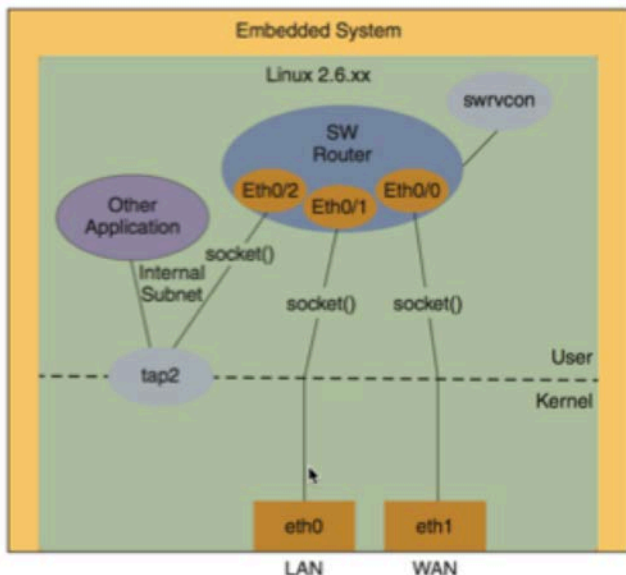 Embedded System
Linux 2.6.xx
swrvcon
SW
Router
Eth0/2
Eth0/1
Eth0/0
Other
Application
socket()
Internal
Subnet
socket()
socket()
tap2
User
Kernel
eth0
eth1
LAN
WAN